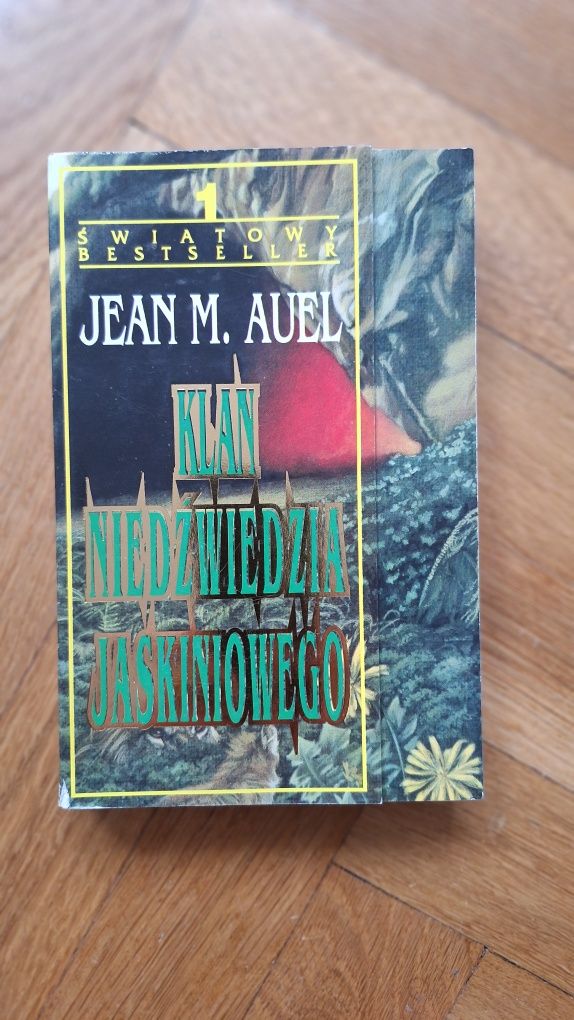 1
ŚWIATOWY
BESTSELLER
JEAN M. AUEL
KLAN
NIEDŹWIEDZIA
JASKINIOWEGO